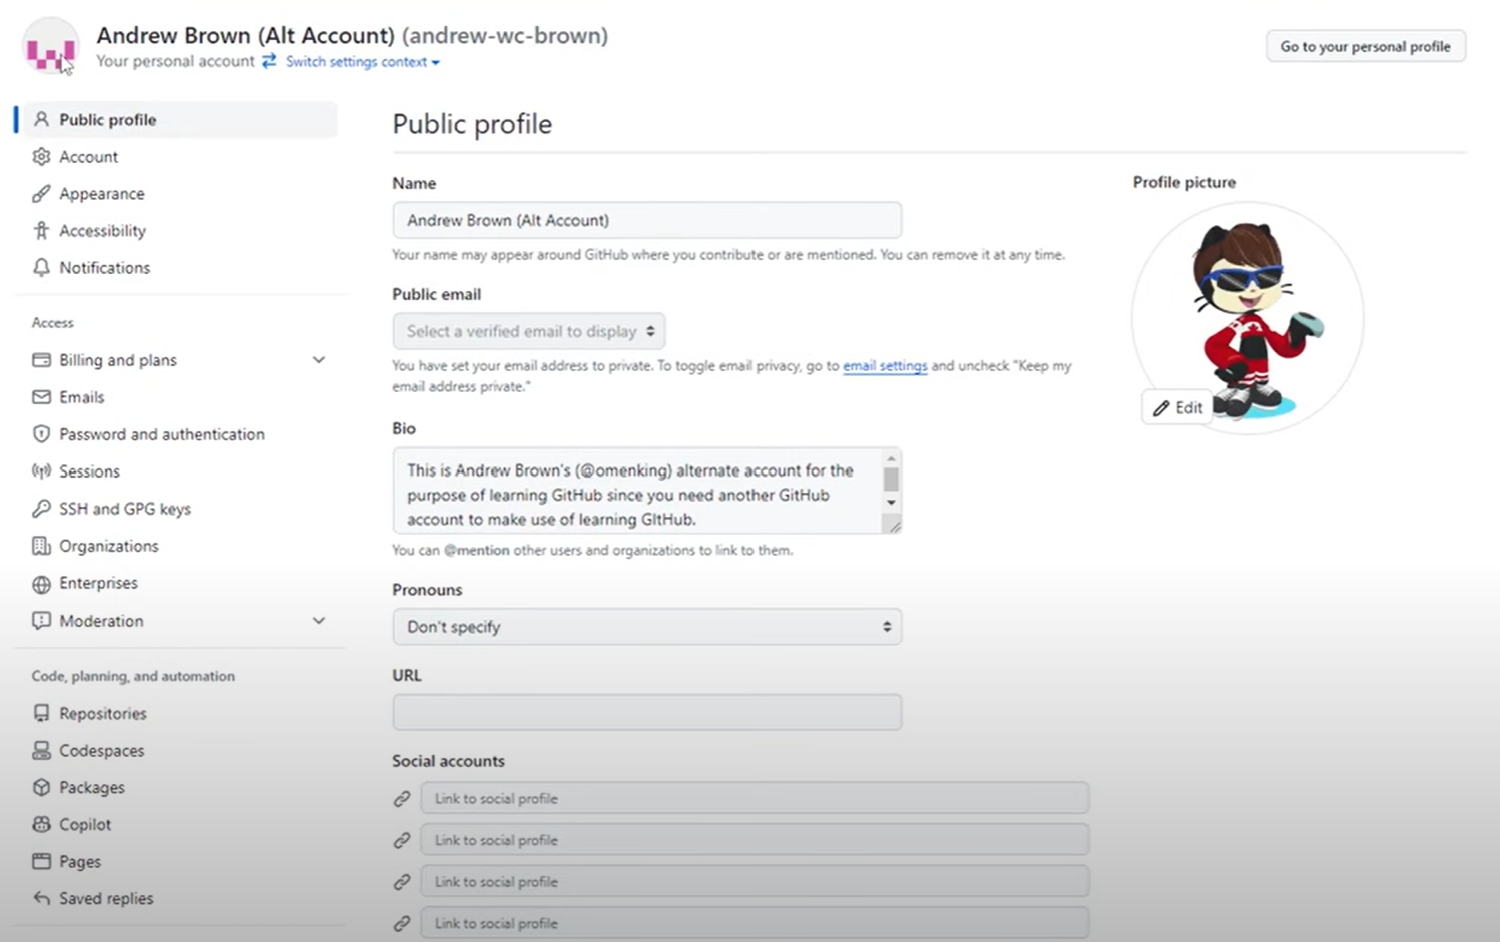 Andrew Brown (Alt Account) (andrew-wc-brown)
Your personal account Switch settings context
Go to your personal profile
Public profile
Account
Appearance
Accessibility
Notifications
Access
Billing and plans
Emails
Password and authentication
Sessions
SSH and GPG keys
Organizations
Enterprises
Moderation
Code, planning, and automation
Repositories
Codespaces
Packages
Copilot
Pages
Saved replies
Public profile
Name
Andrew Brown (Alt Account)
Your name may appear around GitHub where you contribute or are mentioned. You can remove it at any time.
Public email
Select a verified email to display
You have set your email address to private. To toggle email privacy, go to email settings and uncheck "Keep my
email address private."
Bio
This is Andrew Brown's (@omenking) alternate account for the
purpose of learning GitHub since you need another GitHub
account to make use of learning GItHub.
You can @mention other users and organizations to link to them.
Pronouns
Don't specify
URL
Social accounts
Link to social profile
Link to social profile
Link to social profile
Link to social profile
Profile picture
Edit